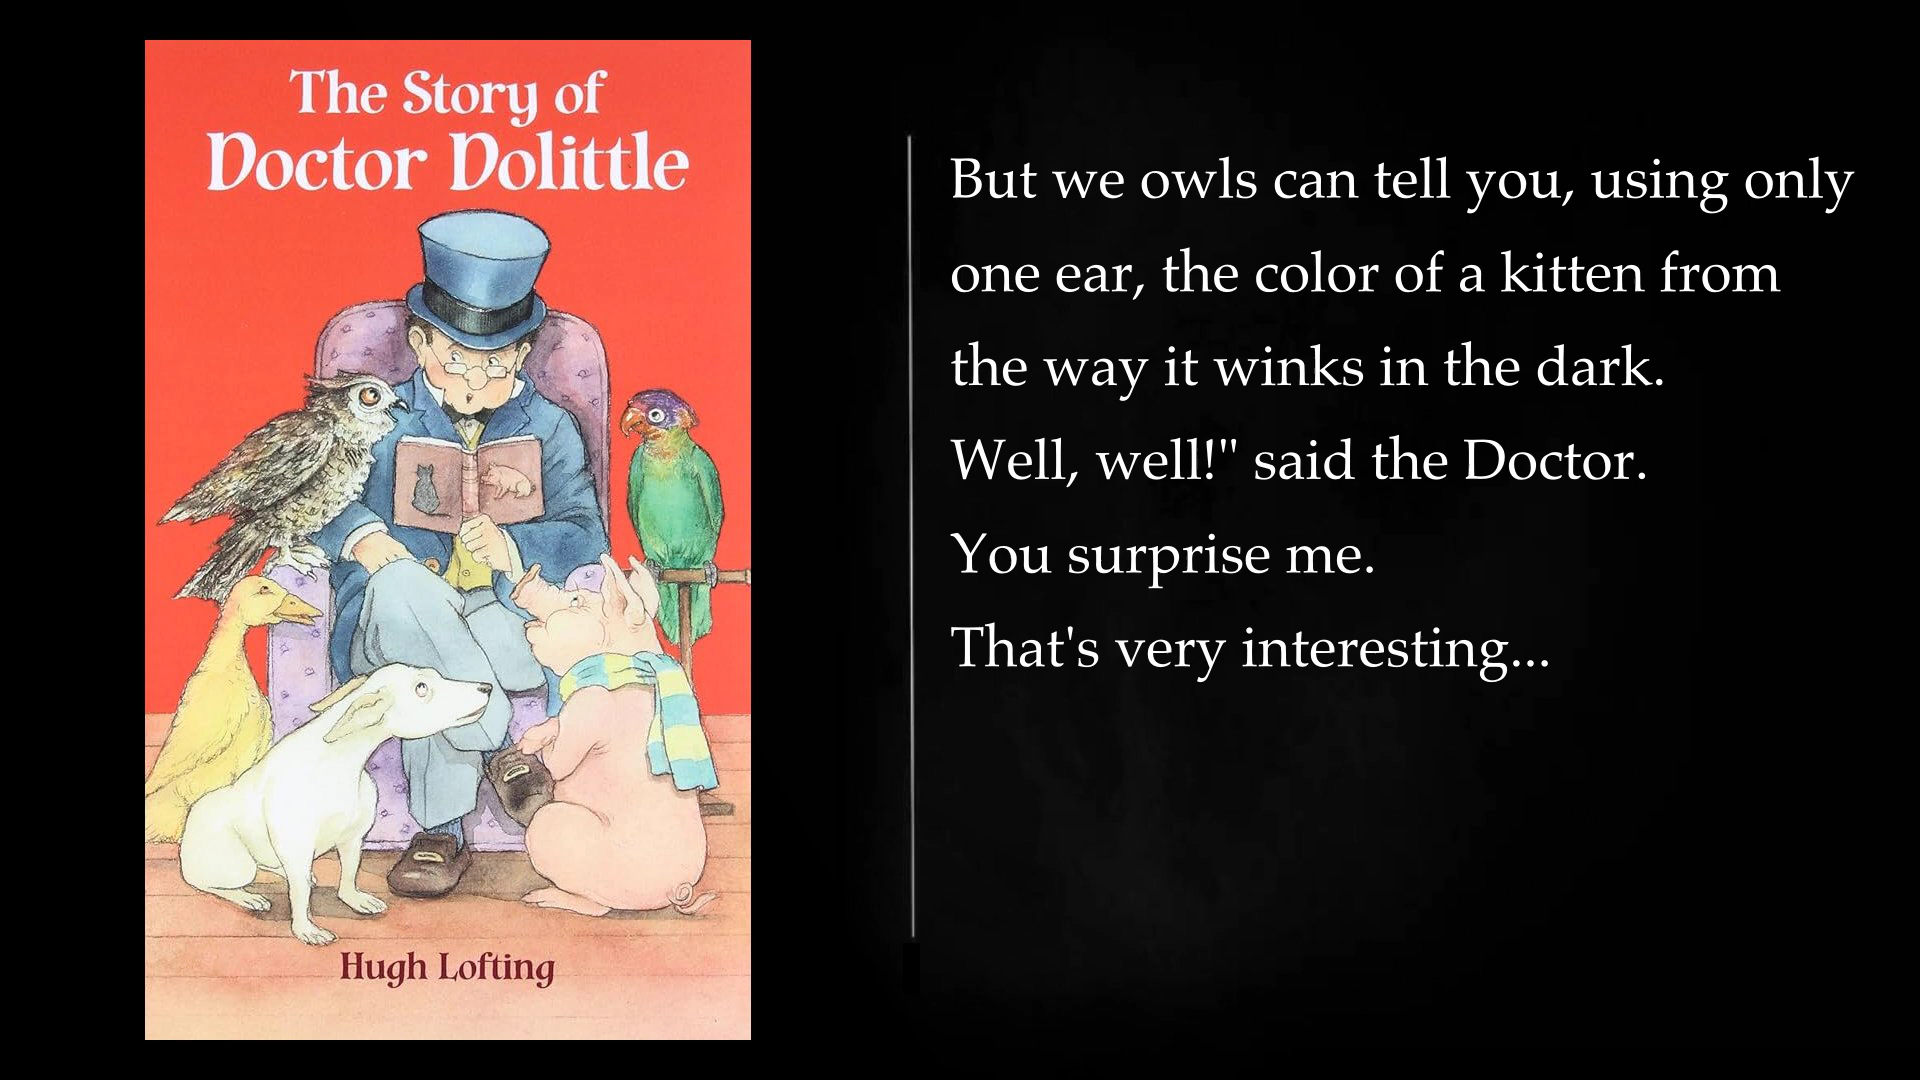 The Story of
Doctor Dolittle
Hugh Lofting
But we owls can tell you, using only
one ear, the color of a kitten from
the way it winks in the dark.
Well, well!" said the Doctor.
You surprise me.
That's very interesting...